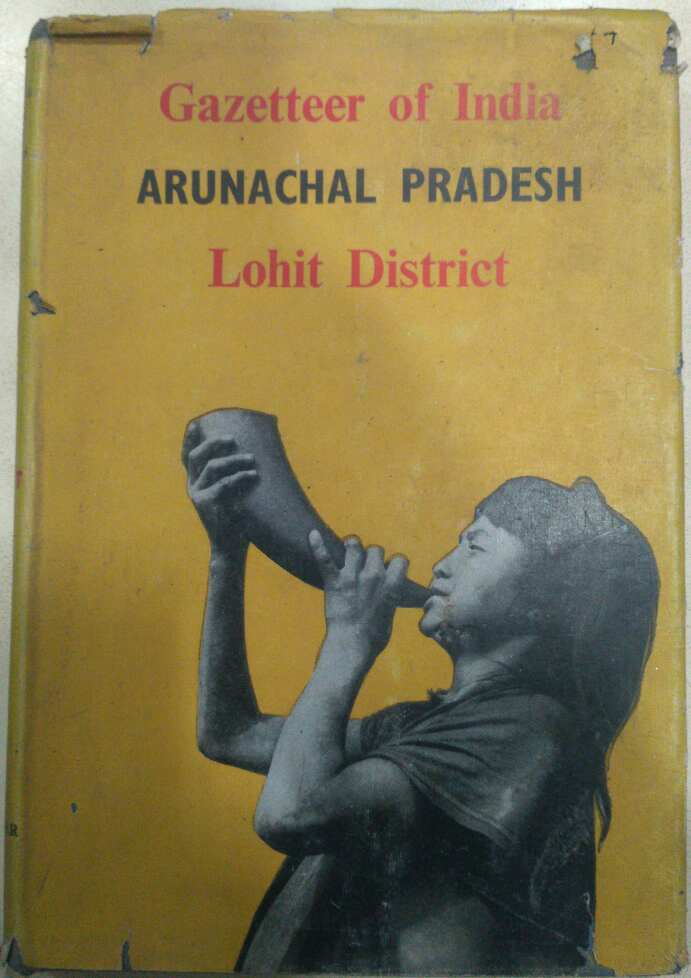 Gazetteer of India
ARUNACHAL PRADESH
Lohit District
R